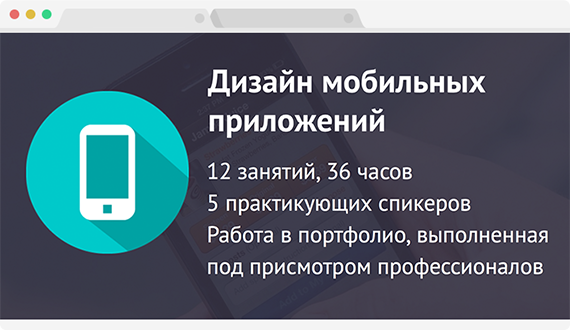 Дизайн мобильных
приложений
12 занятий, 36 часов
5 практикующих спикеров
Работа в портфолио, выполненная
под присмотром профессионалов